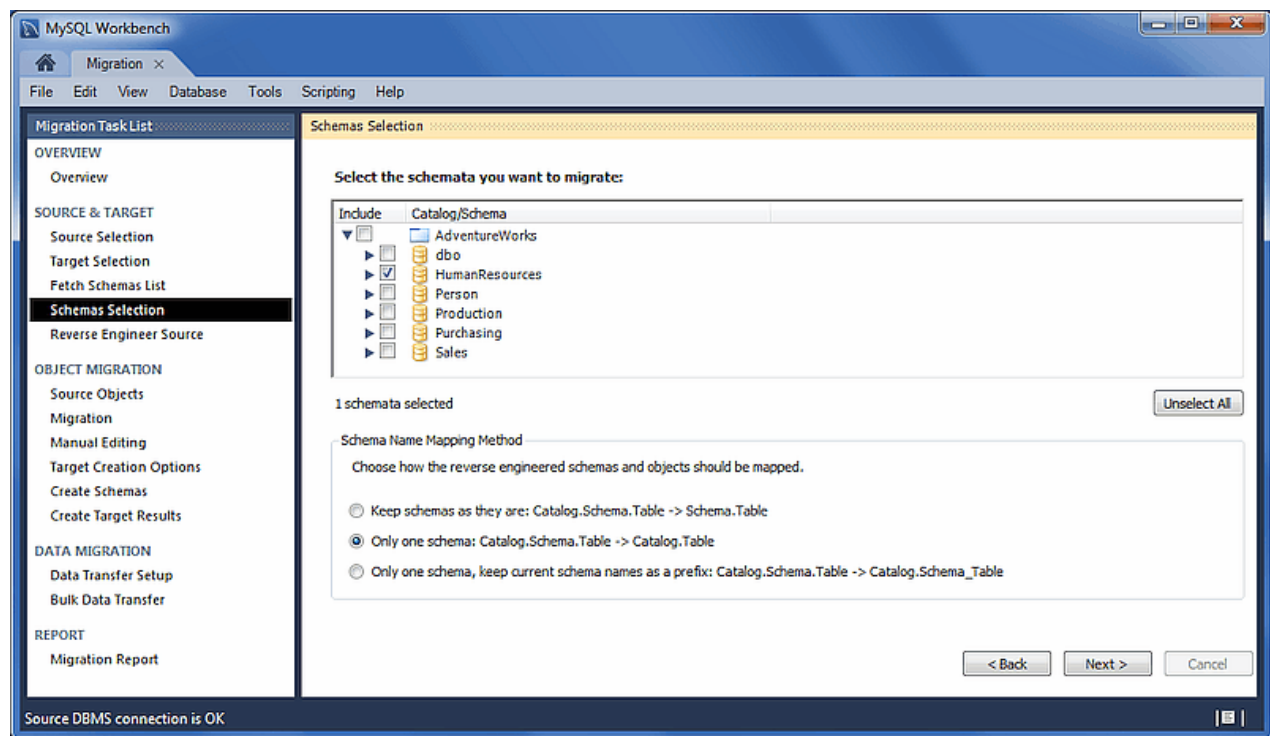 MySQL Workbench
Migration
File Edit View Database Tools Scripting Help
Migration Task List
OVERVIEW
Overview
SOURCE & TARGET
Source Selection
Target Selection
Fetch Schemas List
Schemas Selection
Reverse Engineer Source
OBJECT MIGRATION
Source Objects
Migration
Manual Editing
Target Creation Options
Create Schemas
Create Target Results
DATA MIGRATION
Data Transfer Setup
Bulk Data Transfer
REPORT
Migration Report
Schemas Selection
Select the schemata you want to migrate:
Include Catalog/Schema
AdventureWorks
dbo
HumanResources
Person
Production
Purchasing
Sales
1 schemata selected
Unselect All
Schema Name Mapping Method
Choose how the reverse engineered schemas and objects should be mapped.
Keep schemas as they are: Catalog.Schema.Table -> Schema.Table
Only one schema: Catalog.Schema.Table -> Catalog.Table
Only one schema, keep current schema names as a prefix: Catalog.Schema.Table -> Catalog.Schema_Table
< Back Next > Cancel
Source DBMS connection is OK